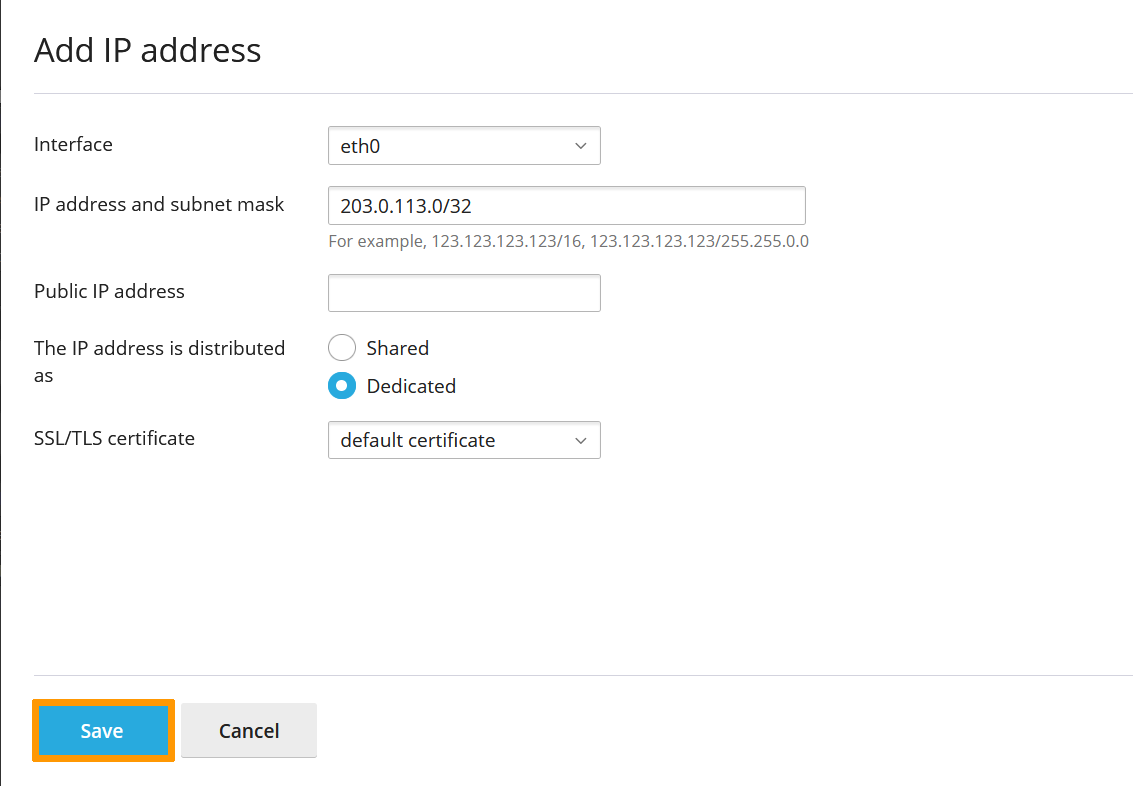 Add IP address
Interface
eth0
IP address and subnet mask
203.0.113.0/32
For example, 123.123.123.123/16, 123.123.123.123/255.255.0.0
Public IP address
The IP address is distributed
as
Shared
Dedicated
SSL/TLS certificate
default certificate
Save
Cancel